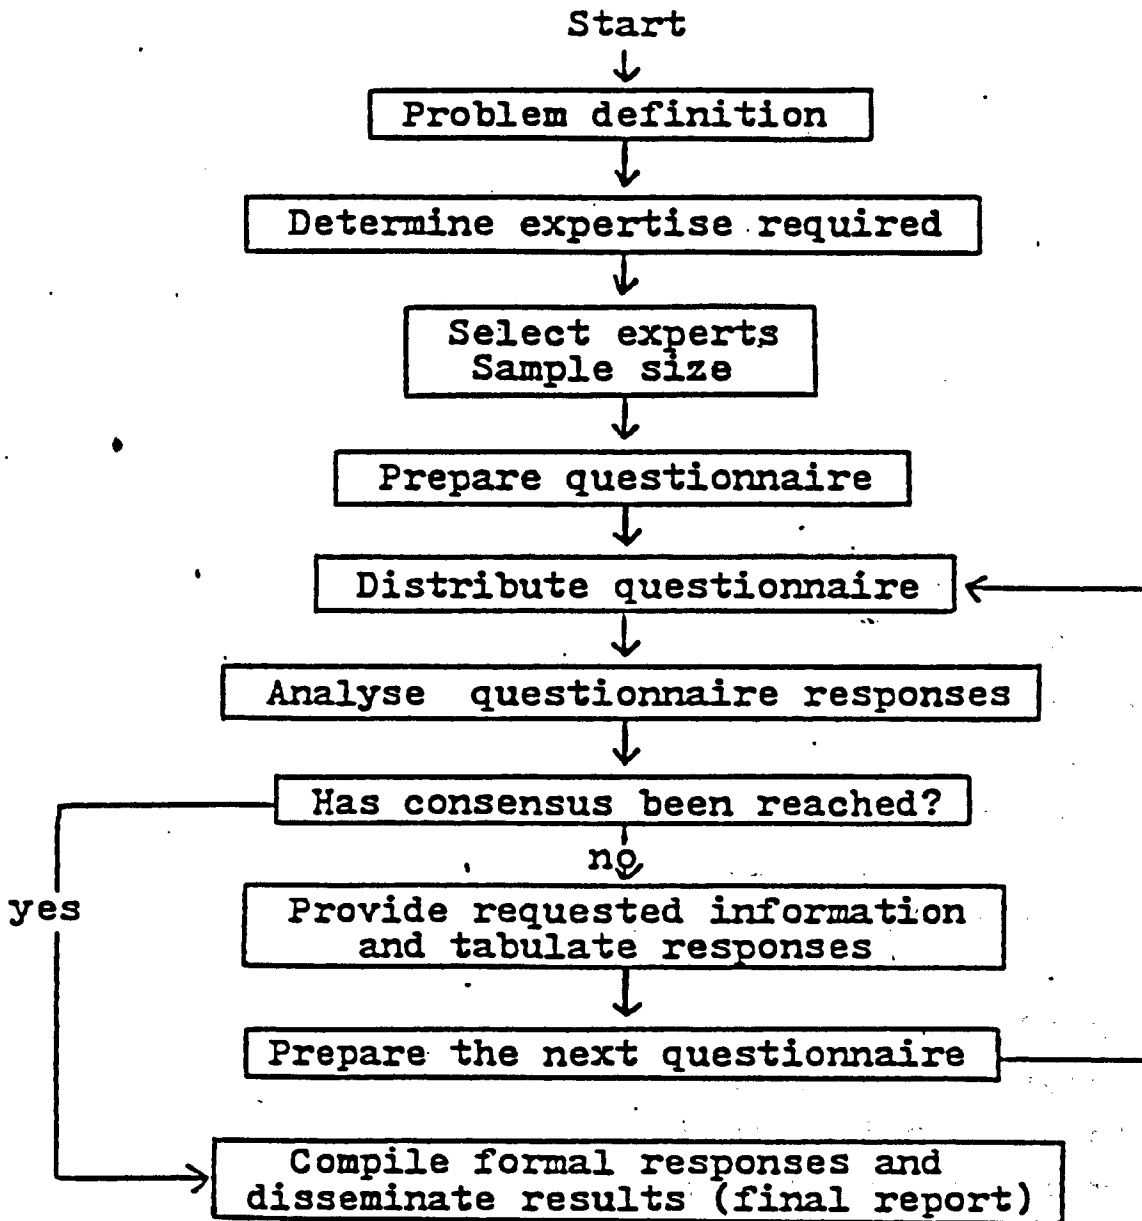 Start
Problem definition
Determine expertise required
Select experts
Sample size
Prepare questionnaire
Distribute questionnaire
Analyse questionnaire responses
Has consensus been reached?
no
yes
Provide requested information
and tabulate responses
Prepare the next questionnaire
Compile formal responses and
disseminate results (final report)